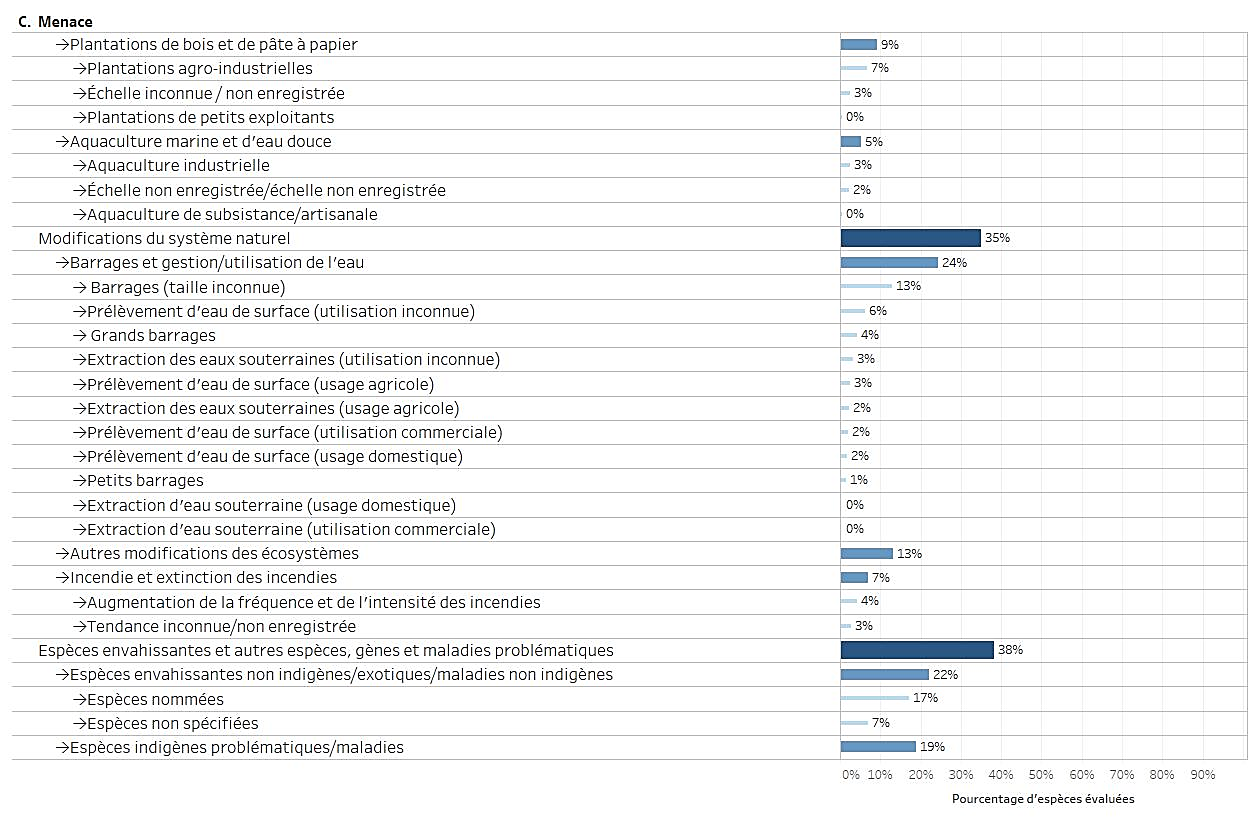 C. Menace
→Plantations de bois et de pâte à papier 9%
→Plantations agro-industrielles 7%
→Échelle inconnue / non enregistrée 3%
→Plantations de petits exploitants 0%
→Aquaculture marine et d’eau douce 5%
→Aquaculture industrielle 3%
→Échelle non enregistrée/échelle non enregistrée 2%
→Aquaculture de subsistance/artisanale 0%
Modifications du système naturel 35%
→Barrages et gestion/utilisation de l’eau 24%
→ Barrages (taille inconnue) 13%
→Prélèvement d’eau de surface (utilisation inconnue) 6%
→ Grands barrages 4%
→Extraction des eaux souterraines (utilisation inconnue) 3%
→Prélèvement d’eau de surface (usage agricole) 3%
→Extraction des eaux souterraines (usage agricole) 2%
→Prélèvement d’eau de surface (utilisation commerciale) 2%
→Prélèvement d’eau de surface (usage domestique) 2%
→Petits barrages 1%
→Extraction d’eau souterraine (usage domestique) 0%
→Extraction d’eau souterraine (utilisation commerciale) 0%
→Autres modifications des écosystèmes 13%
→Incendie et extinction des incendies 7%
→Augmentation de la fréquence et de l’intensité des incendies 4%
→Tendance inconnue/non enregistrée 3%
Espèces envahissantes et autres espèces, gènes et maladies problématiques 38%
→Espèces envahissantes non indigènes/exotiques/maladies non indigènes 22%
→Espèces nommées 17%
→Espèces non spécifiées 7%
→Espèces indigènes problématiques/maladies 19%
0% 10% 20% 30% 40% 50% 60% 70% 80% 90%
Pourcentage d’espèces évaluées